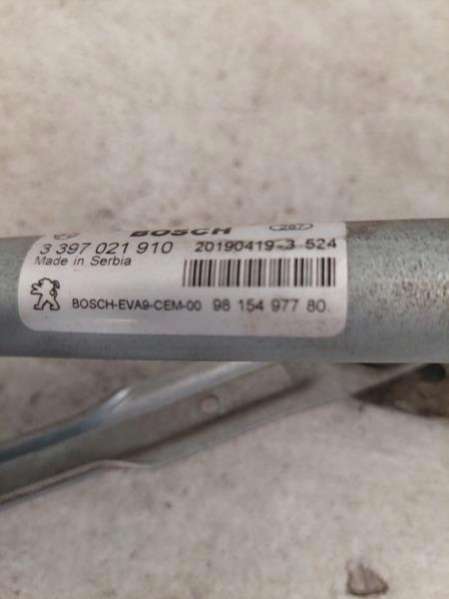 BOSCH 287
3 397 021 910 20190419-3 524
Made in Serbia
BOSCH-EVA9-CEM-00 98 154 977 80